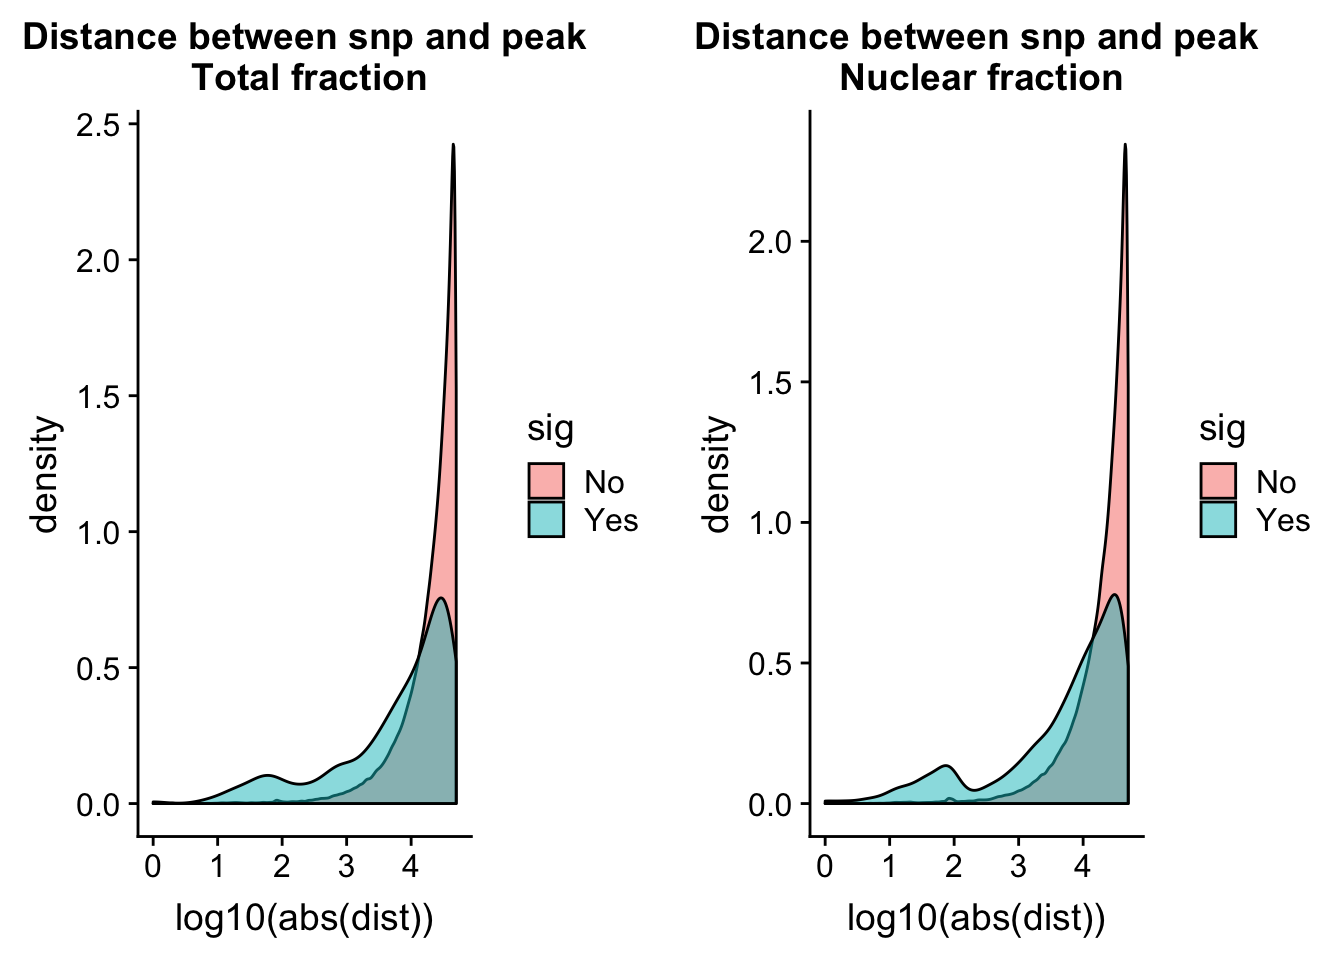 Distance between snp and peak
Total fraction
2.5
2.0
1.5
1.0
0.5
0.0
density
0 1 2 3 4
log10(abs(dist))
sig
No
Yes
Distance between snp and peak
Nuclear fraction
2.0
1.5
1.0
0.5
0.0
density
0 1 2 3 4
log10(abs(dist))
sig
No
Yes